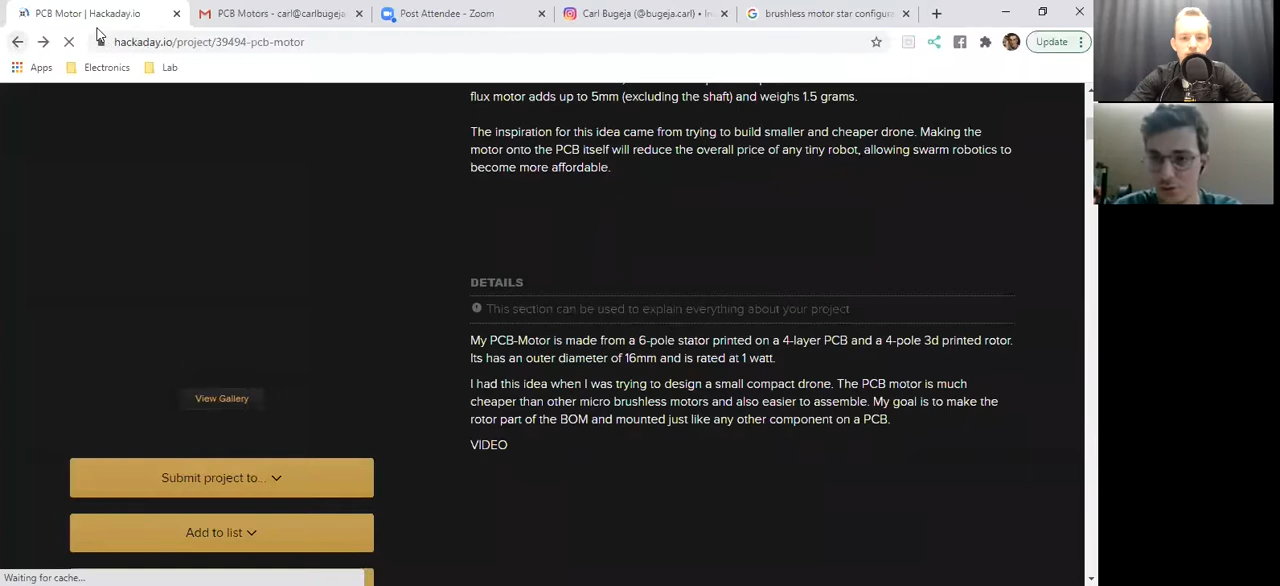 PCB Motor | Hackaday.io
PCB Motors - carl@carlbugeja
Post Attendee - Zoom
Carl Bugeja (@bugeja.carl) •
brushless motor star configura
hackaday.io/project/39494-pcb-motor
Update
Apps
Electronics
Lab
flux motor adds up to 5mm (excluding the shaft) and weighs 1.5 grams.
The inspiration for this idea came from trying to build smaller and cheaper drone. Making the
motor onto the PCB itself will reduce the overall price of any tiny robot, allowing swarm robotics to
become more affordable.
DETAILS
This section can be used to explain everything about your project
My PCB-Motor is made from a 6-pole stator printed on a 4-layer PCB and a 4-pole 3d printed rotor.
Its has an outer diameter of 16mm and is rated at 1 watt.
I had this idea when I was trying to design a small compact drone. The PCB motor is much
cheaper than other micro brushless motors and also easier to assemble. My goal is to make the
rotor part of the BOM and mounted just like any other component on a PCB.
VIDEO
View Gallery
Submit project to...
Add to list
Waiting for cache...